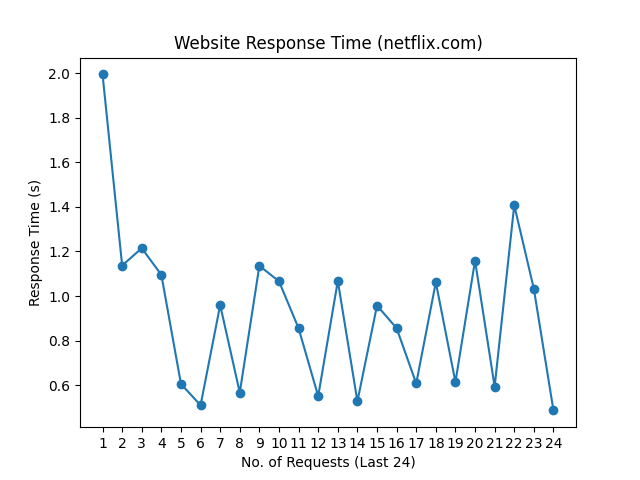 Website Response Time (netflix.com)
Response Time (s)
2.0
1.8
1.6
1.4
1.2
1.0
0.8
0.6
1 2 3 4 5 6 7 8 9 10 11 12 13 14 15 16 17 18 19 20 21 22 23 24
No. of Requests (Last 24)